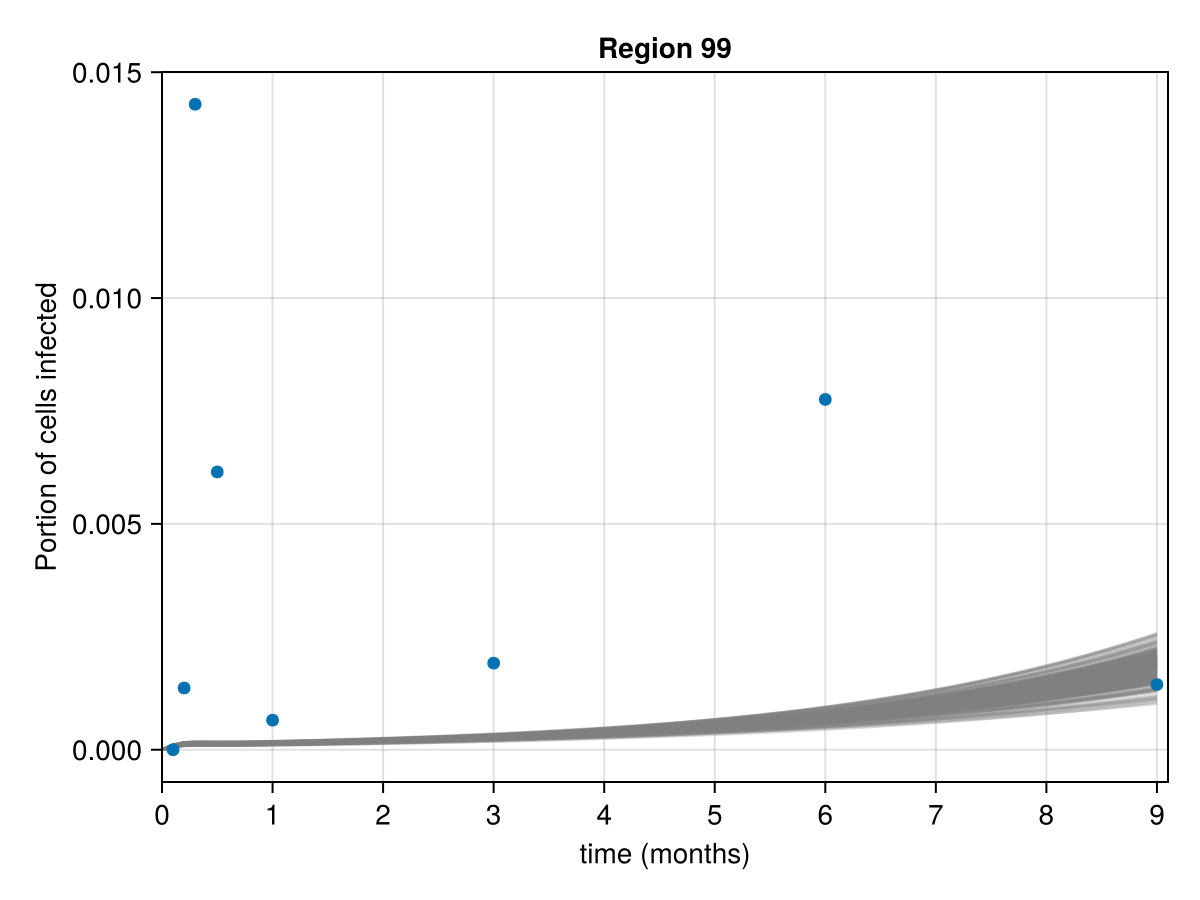 Region 99
0.015
0.010
0.005
0.000
Portion of cells infected
0 1 2 3 4 5 6 7 8 9
time (months)